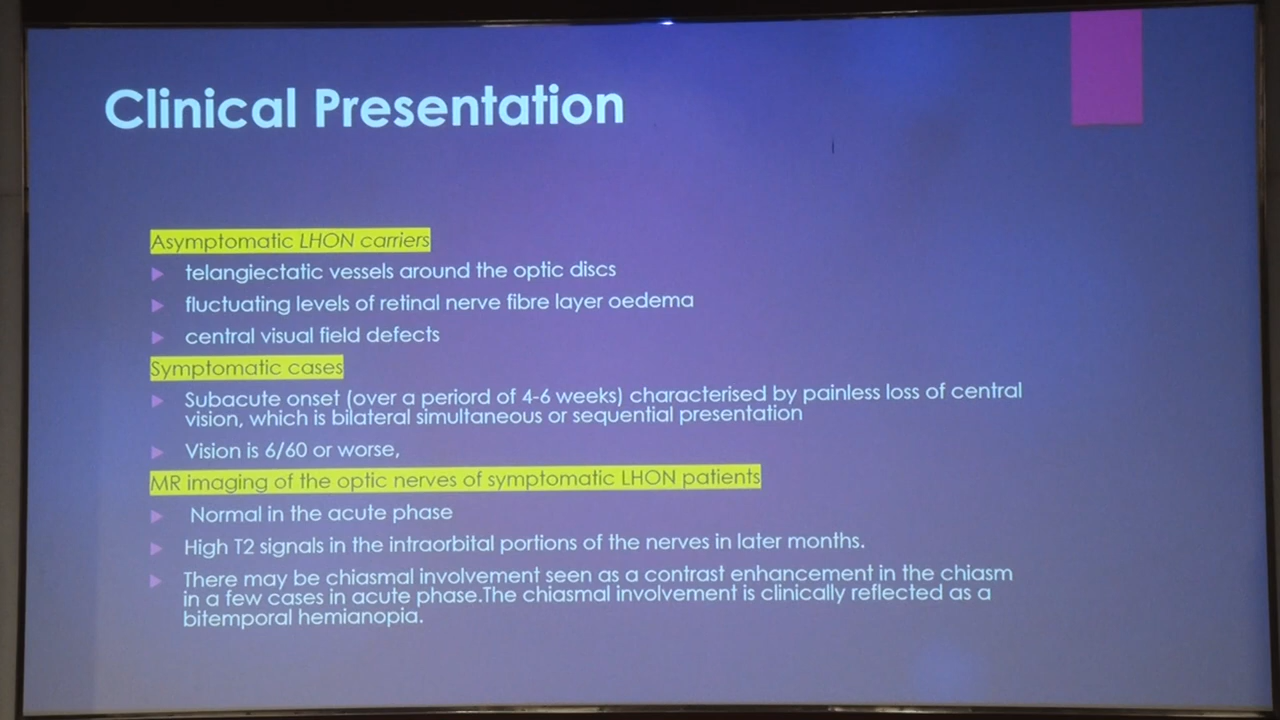 Clinical Presentation
Asymptomatic LHON carriers
telangiectatic vessels around the optic discs
fluctuating levels of retinal nerve fibre layer oedema
central visual field defects
Symptomatic cases
Subacute onset (over a periord of 4-6 weeks) characterised by painless loss of central
vision, which is bilateral simultaneous or sequential presentation
Vision is 6/60 or worse,
MR imaging of the optic nerves of symptomatic LHON patients
Normal in the acute phase
High T2 signals in the intraorbital portions of the nerves in later months.
There may be chiasmal involvement seen as a contrast enhancement in the chiasm
in a few cases in acute phase.The chiasmal involvement is clinically reflected as a
bitemporal hemianopia.